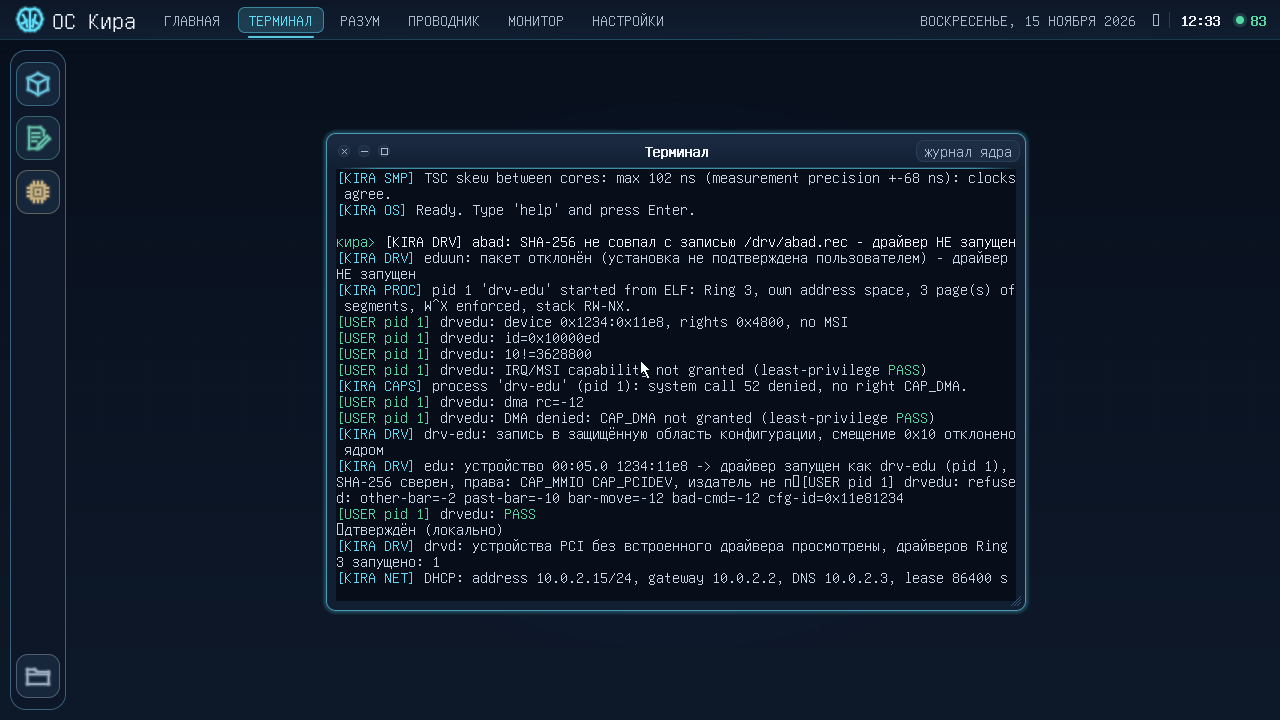 ОС Кира ГЛАВНАЯ ТЕРМИНАЛ РАЗУМ ПРОВОДНИК МОНИТОР НАСТРОЙКИ ВОСКРЕСЕНЬЕ, 15 НОЯБРЯ 2026 12:33 83
Терминал журнал ядра
[KIRA SMP] TSC skew between cores: max 102 ns (measurement precision +-68 ns): clocks
agree.
[KIRA OS] Ready. Type 'help' and press Enter.
кира> [KIRA DRV] abad: SHA-256 не совпал с записью /drv/abad.rec - драйвер НЕ запущен
[KIRA DRV] eduun: пакет отклонён (установка не подтверждена пользователем) - драйвер
НЕ запущен
[KIRA PROC] pid 1 'drv-edu' started from ELF: Ring 3, own address space, 3 page(s) of
segments, W^X enforced, stack RW-NX.
[USER pid 1] drvedu: device 0x1234:0x11e8, rights 0x4800, no MSI
[USER pid 1] drvedu: id=0x10000ed
[USER pid 1] drvedu: 10!=3628800
[USER pid 1] drvedu: IRQ/MSI capability not granted (least-privilege PASS)
[KIRA CAPS] process 'drv-edu' (pid 1): system call 52 denied, no right CAP_DMA.
[USER pid 1] drvedu: dma rc=-12
[USER pid 1] drvedu: DMA denied: CAP_DMA not granted (least-privilege PASS)
[KIRA DRV] drv-edu: запись в защищённую область конфигурации, смещение 0x10 отклонено
ядром
[KIRA DRV] edu: устройство 00:05.0 1234:11e8 -> драйвер запущен как drv-edu (pid 1),
SHA-256 сверен, права: CAP_MMIO CAP_PCIDEV, издатель не п▯[USER pid 1] drvedu: refuse
d: other-bar=-2 past-bar=-10 bar-move=-12 bad-cmd=-12 cfg-id=0x11e81234
[USER pid 1] drvedu: PASS
▯дтверждён (локально)
[KIRA DRV] drvd: устройства PCI без встроенного драйвера просмотрены, драйверов Ring
3 запущено: 1
[KIRA NET] DHCP: address 10.0.2.15/24, gateway 10.0.2.2, DNS 10.0.2.3, lease 86400 s